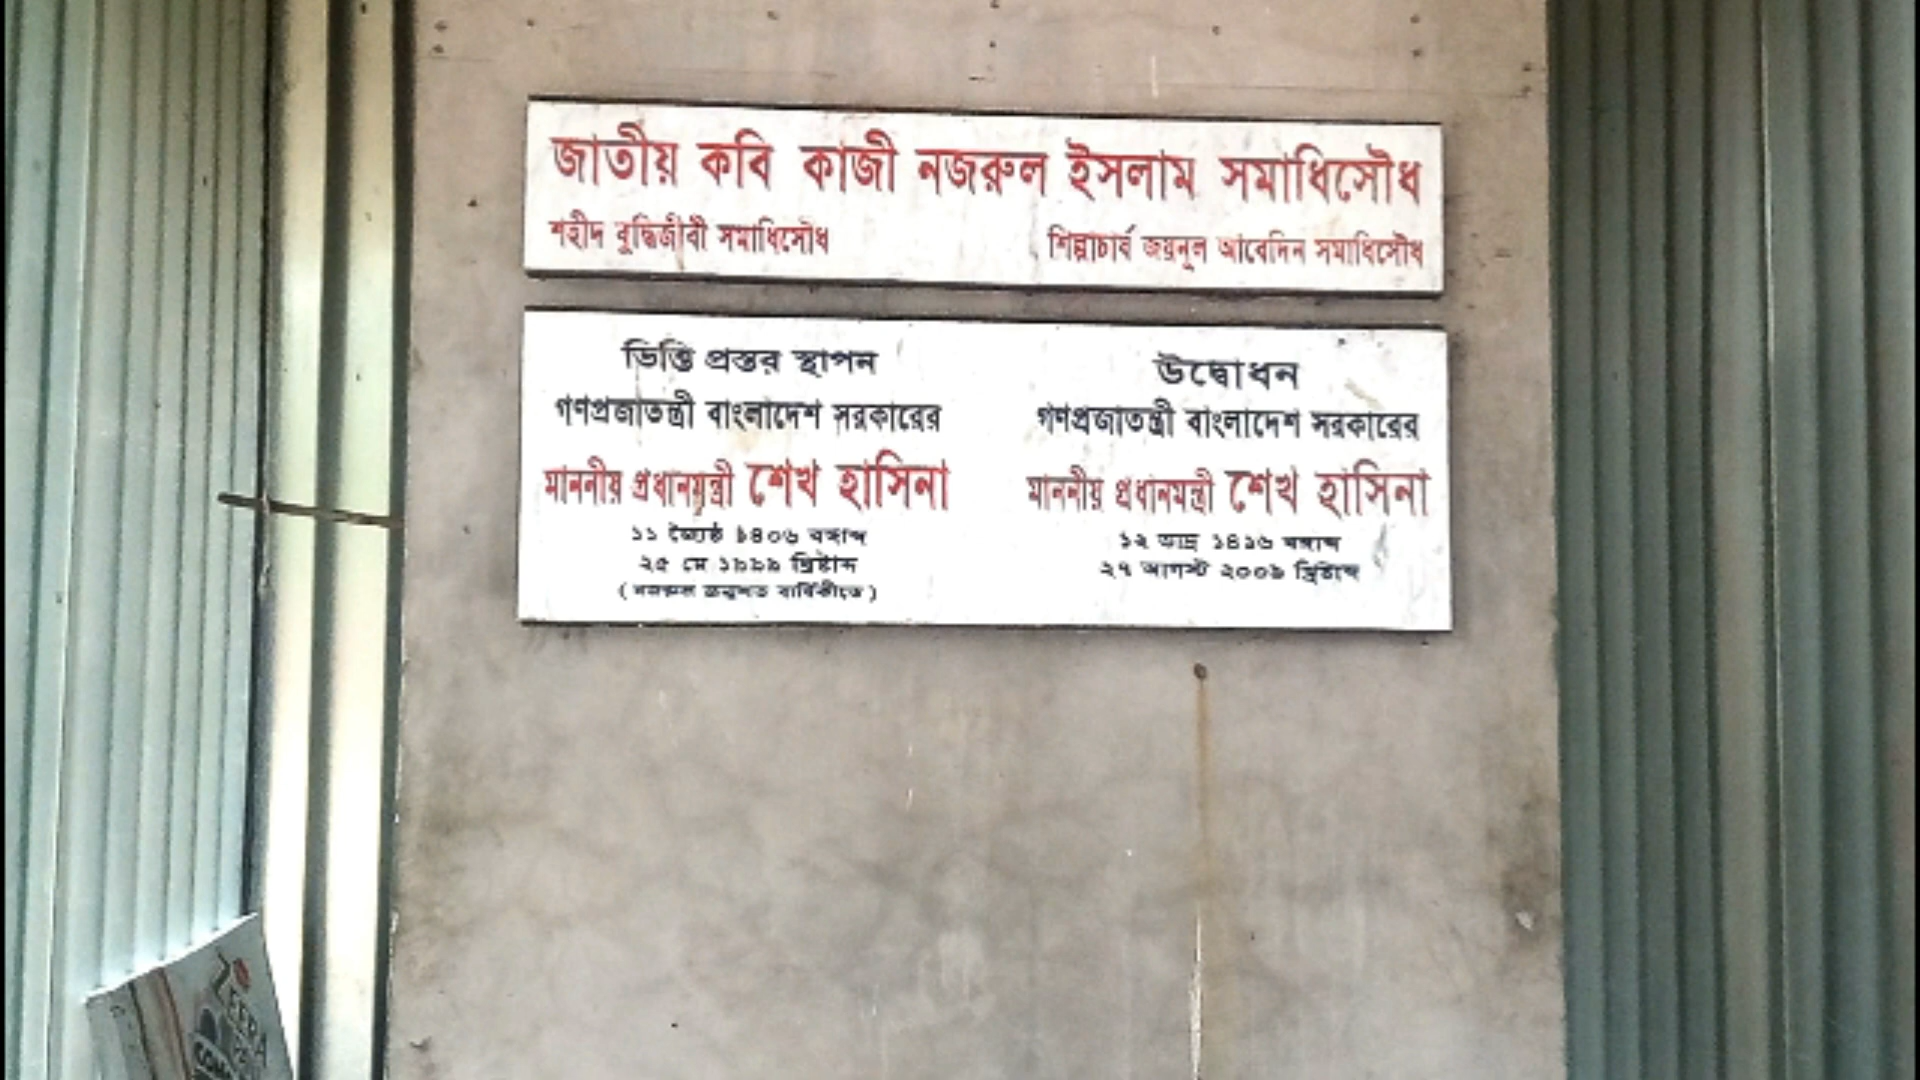 জাতীয় কবি কাজী নজরুল ইসলাম সমাধিসৌধ
শহীদ বুদ্ধিজীবী সমাধিসৌধ
শিল্পাচার্য জয়নুল আবেদিন সমাধিসৌধ
ভিত্তি প্রস্তর স্থাপন
গণপ্রজাতন্ত্রী বাংলাদেশ সরকারের
মাননীয় প্রধানমন্ত্রী শেখ হাসিনা
১১ জ্যৈষ্ঠ ১৪০৬ বঙ্গাব্দ
২৫ মে ১৯৯৯ খ্রিষ্টাব্দ
(নজরুল জন্মশত বার্ষিকীতে)
উদ্বোধন
গণপ্রজাতন্ত্রী বাংলাদেশ সরকারের
মাননীয় প্রধানমন্ত্রী শেখ হাসিনা
১২ ভাদ্র ১৪১৬ বঙ্গাব্দ
২৭ আগস্ট ২০০৯ খ্রিষ্টাব্দ